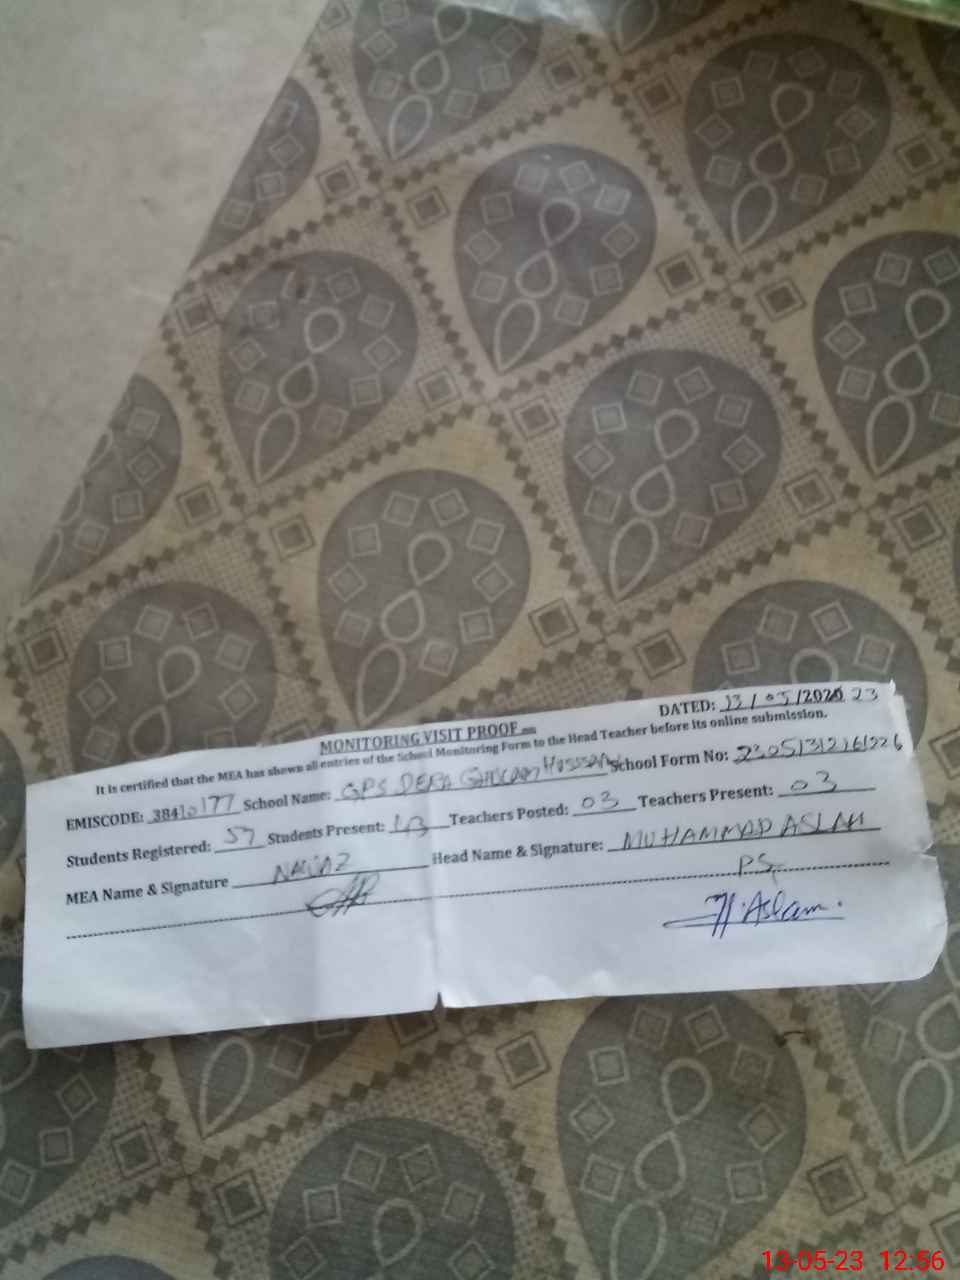 MONITORING VISIT PROOF
DATED: 13/05/2020 23
It is certified that the MEA has shown all entries of the School Monitoring Form to the Head Teacher before its online submission.
EMISCODE: 38410177 School Name: GPS DERA GHULAM HUSSAIN School Form No:
Students Registered: 57 Students Present: 43 Teachers Posted: 03 Teachers Present: 03
MEA Name & Signature NAWAZ Head Name & Signature: MUHAMMAD ASLAM
M. Aslam.
13-05-23 12:56